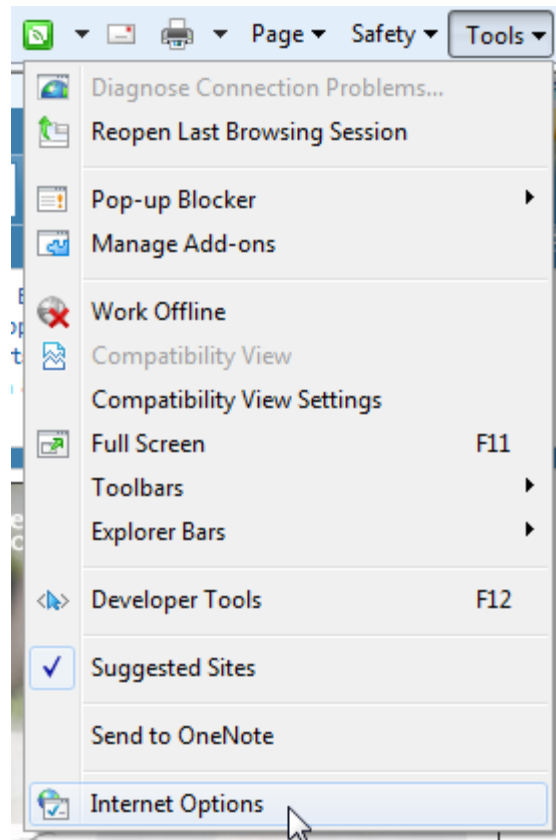 Page Safety Tools
Diagnose Connection Problems...
Reopen Last Browsing Session
Pop-up Blocker
Manage Add-ons
Work Offline
Compatibility View
Compatibility View Settings
Full Screen F11
Toolbars
Explorer Bars
Developer Tools F12
Suggested Sites
Send to OneNote
Internet Options